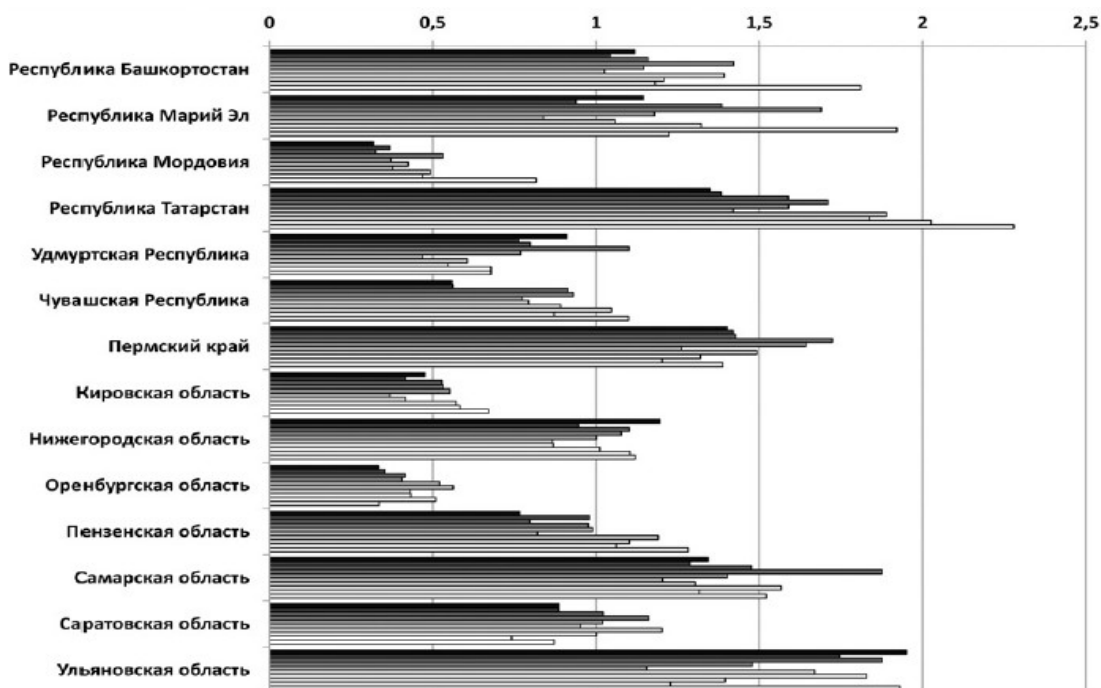 0 0,5 1 1,5 2 2,5
Республика Башкортостан
Республика Марий Эл
Республика Мордовия
Республика Татарстан
Удмуртская Республика
Чувашская Республика
Пермский край
Кировская область
Нижегородская область
Оренбургская область
Пензенская область
Самарская область
Саратовская область
Ульяновская область